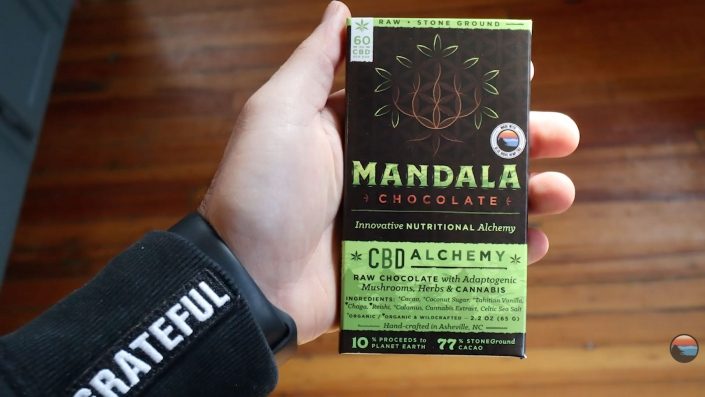 RAW • STONE GROUND
60
CBD
MANDALA
CHOCOLATE
Innovative NUTRITIONAL Alchemy
CBD ALCHEMY
RAW CHOCOLATE with Adaptogenic
Mushrooms, Herbs & CANNABIS
INGREDIENTS: *Cacao, *Coconut Sugar, *Tahitian Vanilla,
*Chaga, *Reishi, *Calamus, Cannabis Extract, Celtic Sea Salt
*ORGANIC / *ORGANIC & WILDCRAFTED - 2.2 OZ (65 G)
Hand-crafted in Asheville, NC
10 % PROCEEDS to PLANET EARTH • 77 % STONEGround CACAO
GRATEFUL